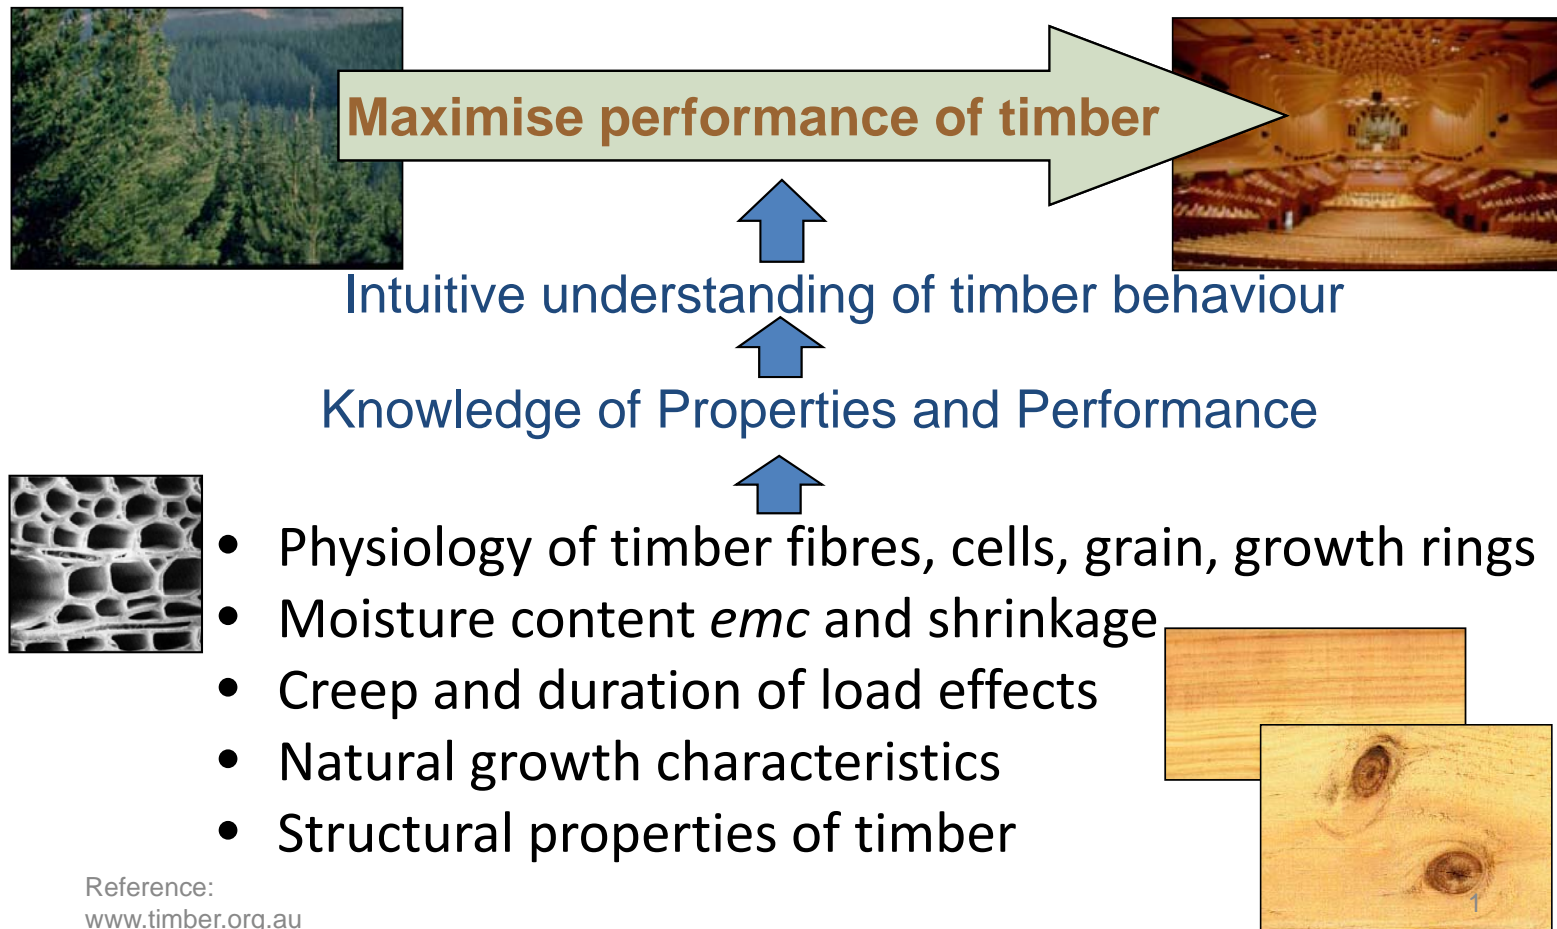 Maximise performance of timber
Intuitive understanding of timber behaviour
Knowledge of Properties and Performance
• Physiology of timber fibres, cells, grain, growth rings
• Moisture content emc and shrinkage
• Creep and duration of load effects
• Natural growth characteristics
• Structural properties of timber
Reference:
www.timber.org.au
1